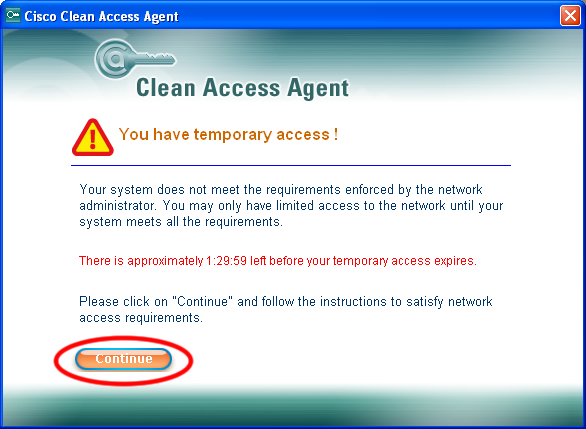 Cisco Clean Access Agent
Clean Access Agent
You have temporary access !
Your system does not meet the requirements enforced by the network
administrator. You may only have limited access to the network until your
system meets all the requirements.
There is approximately 1:29:59 left before your temporary access expires.
Please click on "Continue" and follow the instructions to satisfy network
access requirements.
Continue